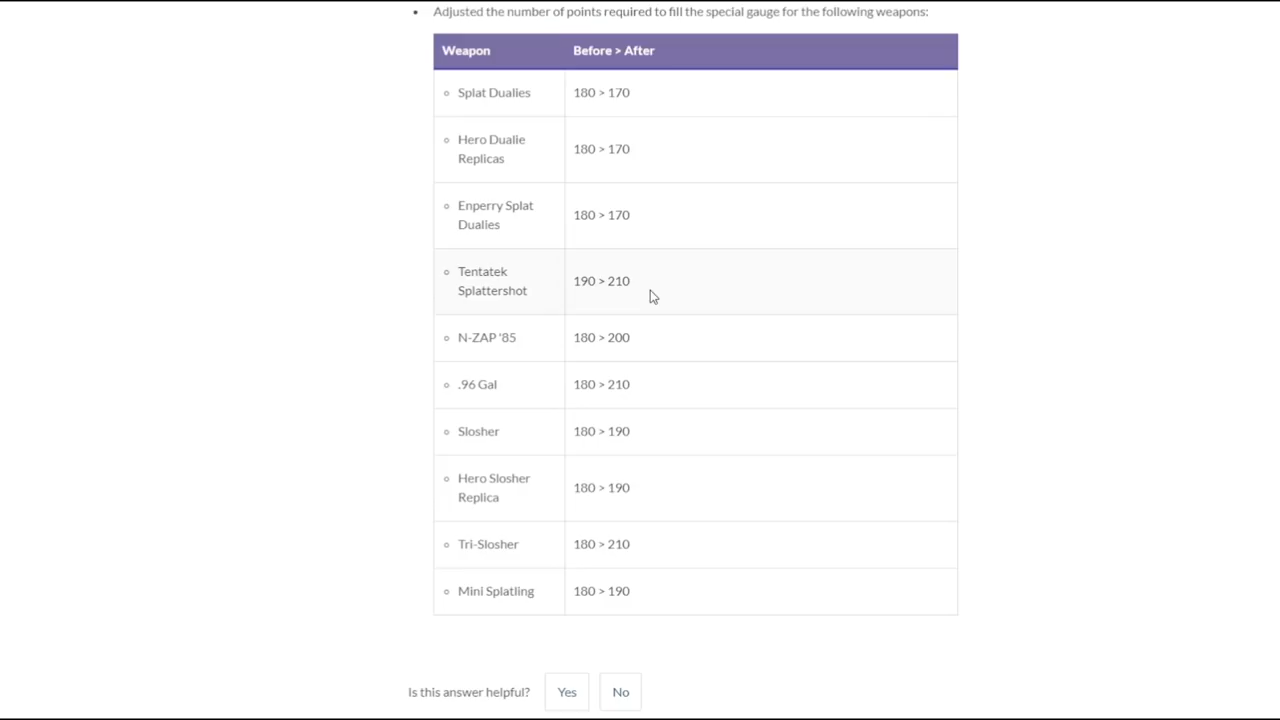 • Adjusted the number of points required to fill the special gauge for the following weapons:
Weapon Before > After
Splat Dualies 180 > 170
Hero Dualie
Replicas
180 > 170
Enperry Splat
Dualies
180 > 170
Tentatek
Splattershot
190 > 210
N-ZAP '85 180 > 200
.96 Gal 180 > 210
Slosher 180 > 190
Hero Slosher
Replica
180 > 190
Tri-Slosher 180 > 210
Mini Splatling 180 > 190
Is this answer helpful? Yes No